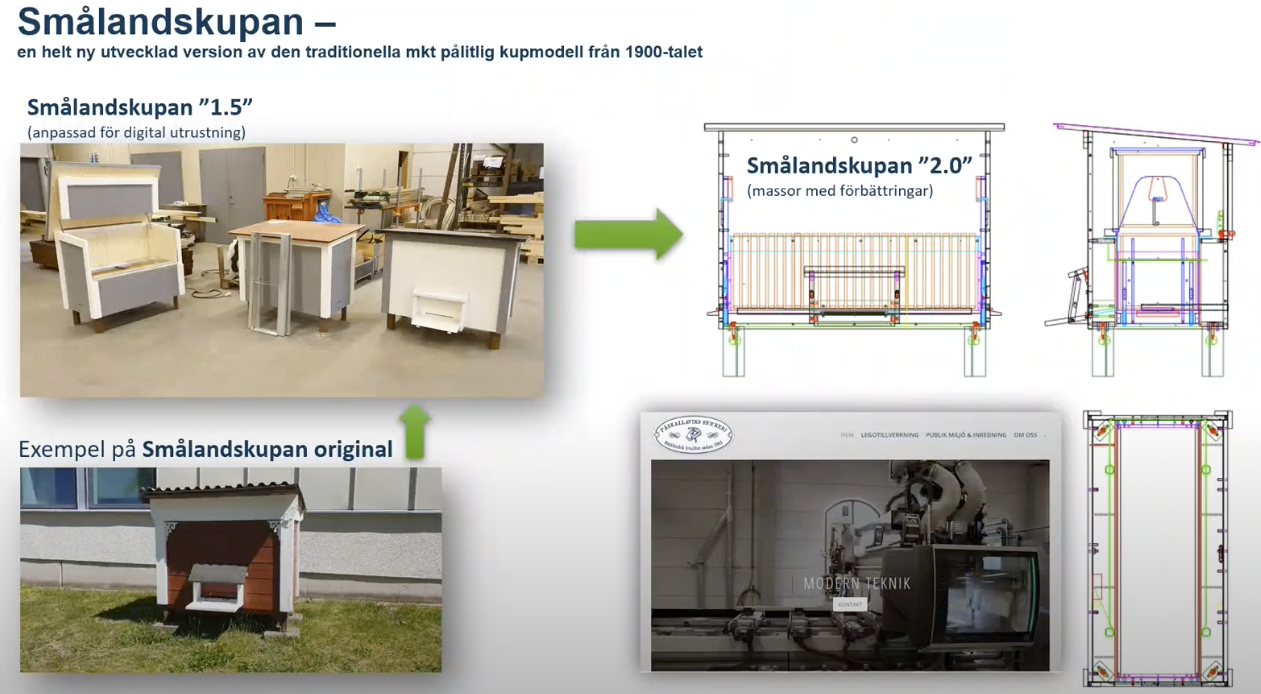 Smålandskupan –
en helt ny utvecklad version av den traditionella mkt pålitlig kupmodell från 1900-talet
Smålandskupan ”1.5”
(anpassad för digital utrustning)
Smålandskupan ”2.0”
(massor med förbättringar)
Exempel på Smålandskupan original
PÅSKALLAVIKS SNICKERI
HEM LEGOTILLVERKNING PUBLIK MILJÖ & INREDNING OM OSS
MODERN TEKNIK
KONTAKT